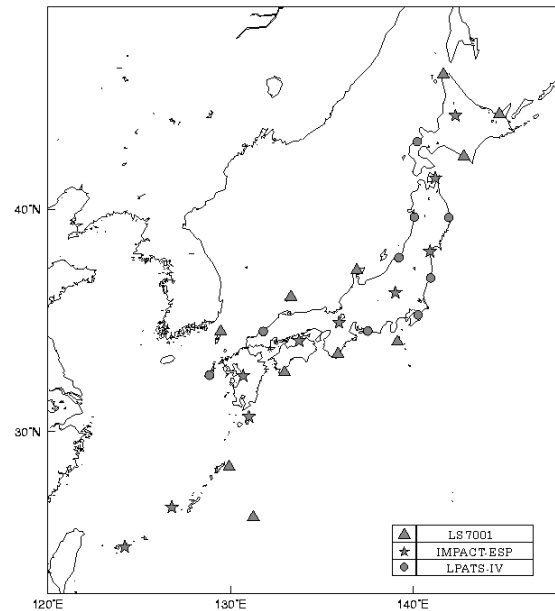 40°N
30°N
LS7001
IMPACT-ESP
LPATS-IV
120°E
130°E
140°E